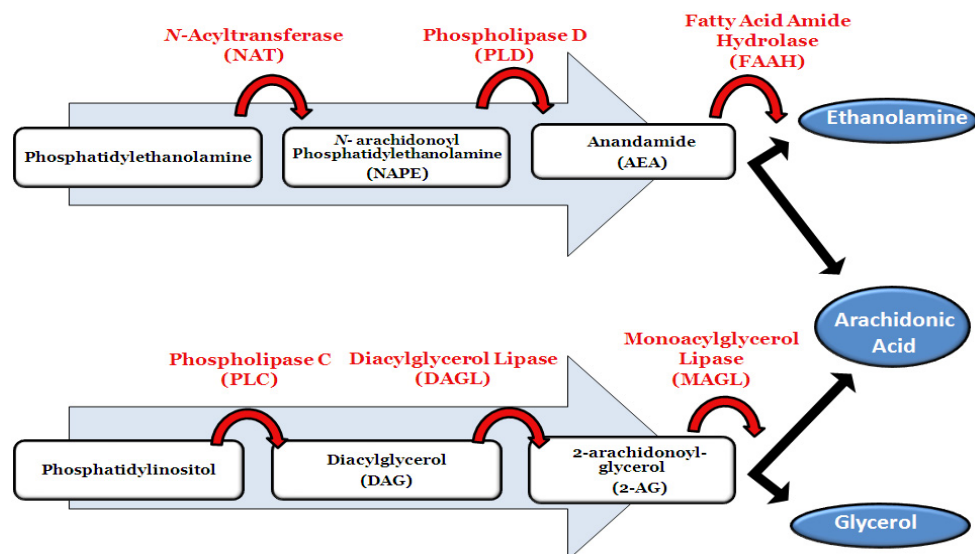 N-Acyltransferase
(NAT)
Phospholipase D
(PLD)
Fatty Acid Amide
Hydrolase
(FAAH)
Phosphatidylethanolamine
N- arachidonoyl
Phosphatidylethanolamine
(NAPE)
Anandamide
(AEA)
Ethanolamine
Arachidonic
Acid
Phospholipase C
(PLC)
Diacylglycerol Lipase
(DAGL)
Monoacylglycerol
Lipase
(MAGL)
Phosphatidylinositol
Diacylglycerol
(DAG)
2-arachidonoyl-
glycerol
(2-AG)
Glycerol